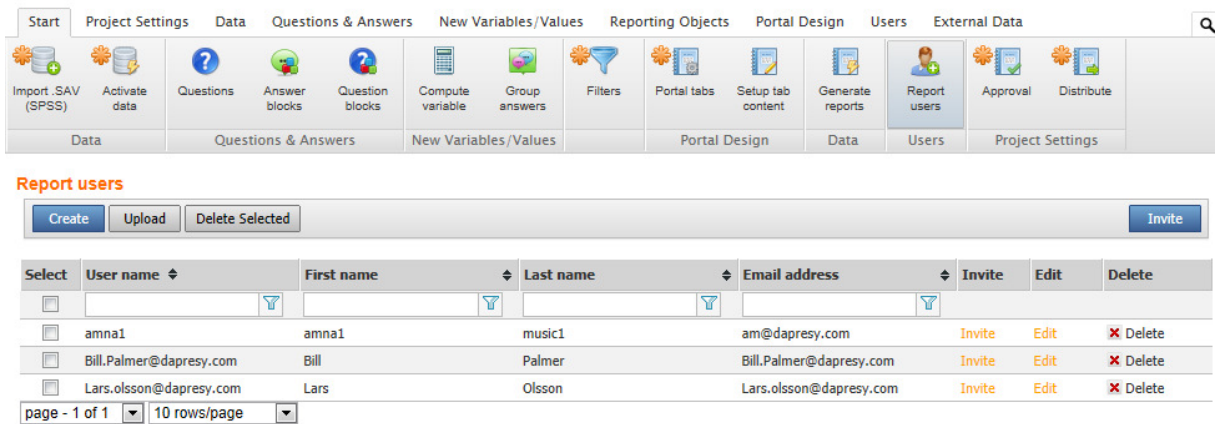 Start Project Settings Data Questions & Answers New Variables/Values Reporting Objects Portal Design Users External Data
Import .SAV (SPSS) Activate data Questions Answer blocks Question blocks Compute variable Group answers Filters Portal tabs Setup tab content Generate reports Report users Approval Distribute
Data Questions & Answers New Variables/Values Portal Design Data Users Project Settings
Report users
Create Upload Delete Selected Invite
Select User name First name Last name Email address Invite Edit Delete
amna1 amna1 music1 am@dapresy.com Invite Edit Delete
Bill.Palmer@dapresy.com Bill Palmer Bill.Palmer@dapresy.com Invite Edit Delete
Lars.olsson@dapresy.com Lars Olsson Lars.olsson@dapresy.com Invite Edit Delete
page - 1 of 1 10 rows/page